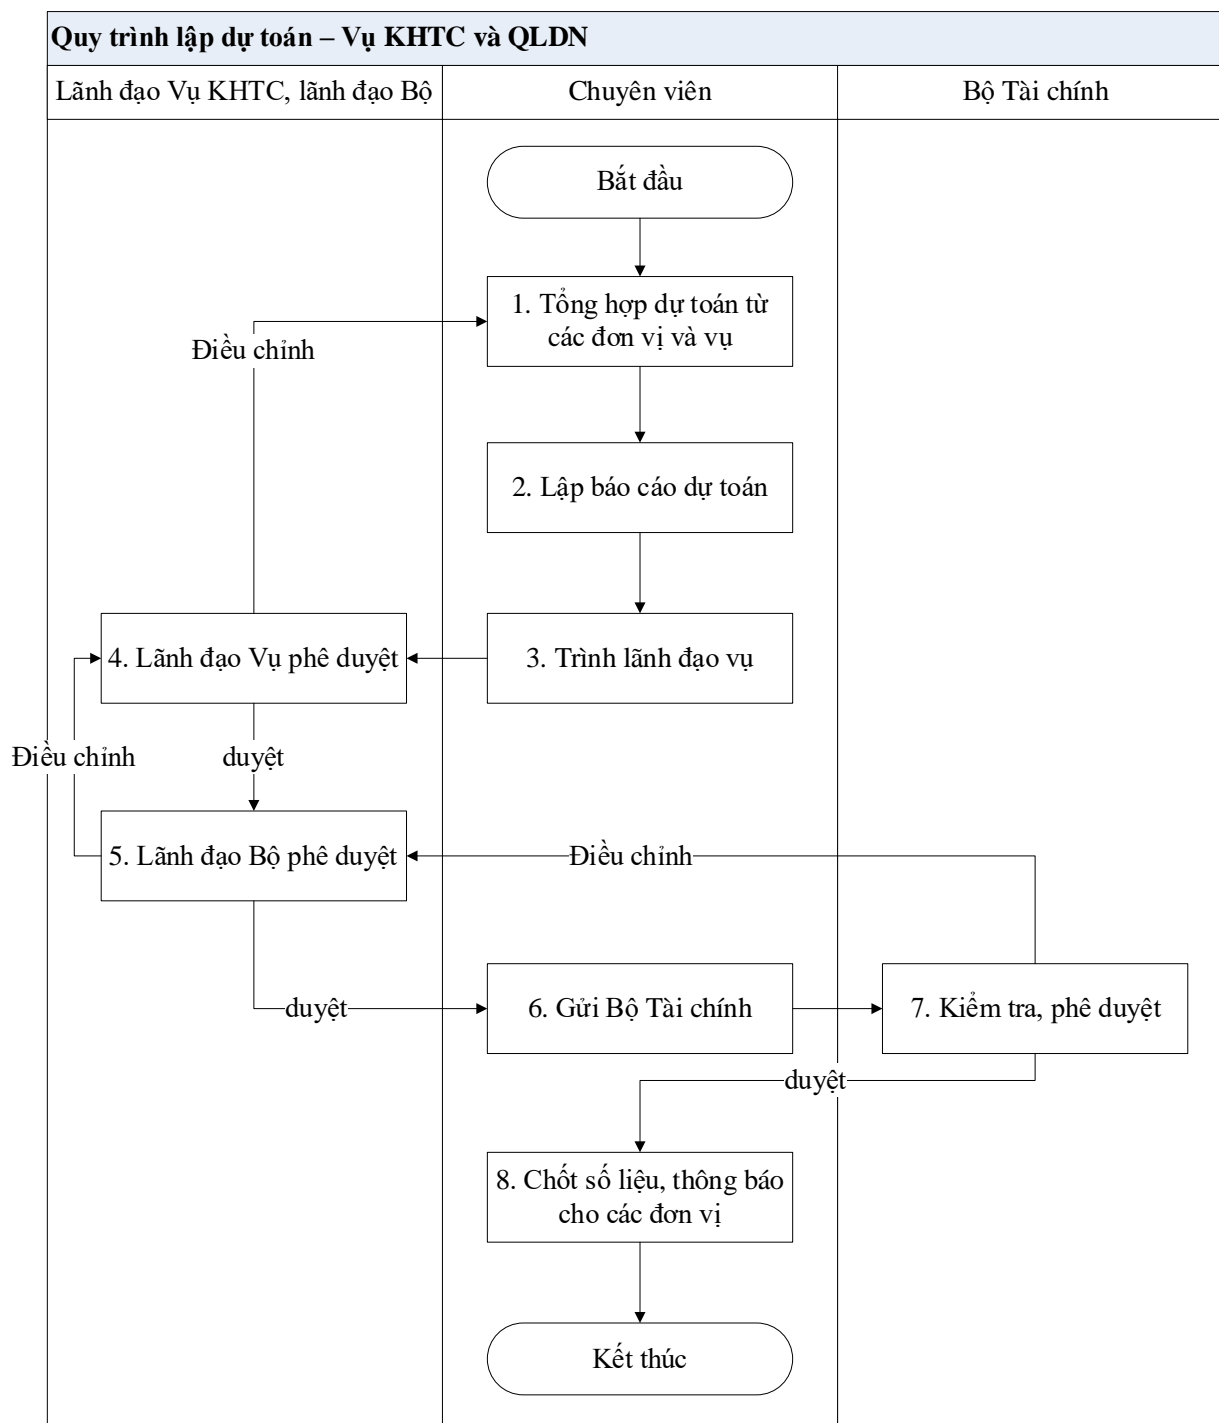 Quy trình lập dự toán – Vụ KHTC và QLDN
Lãnh đạo Vụ KHTC, lãnh đạo Bộ
Chuyên viên
Bộ Tài chính
Bắt đầu
1. Tổng hợp dự toán từ
các đơn vị và vụ
Điều chỉnh
2. Lập báo cáo dự toán
4. Lãnh đạo Vụ phê duyệt
3. Trình lãnh đạo vụ
Điều chỉnh
duyệt
5. Lãnh đạo Bộ phê duyệt
Điều chỉnh
duyệt
6. Gửi Bộ Tài chính
7. Kiểm tra, phê duyệt
duyệt
8. Chốt số liệu, thông báo
cho các đơn vị
Kết thúc